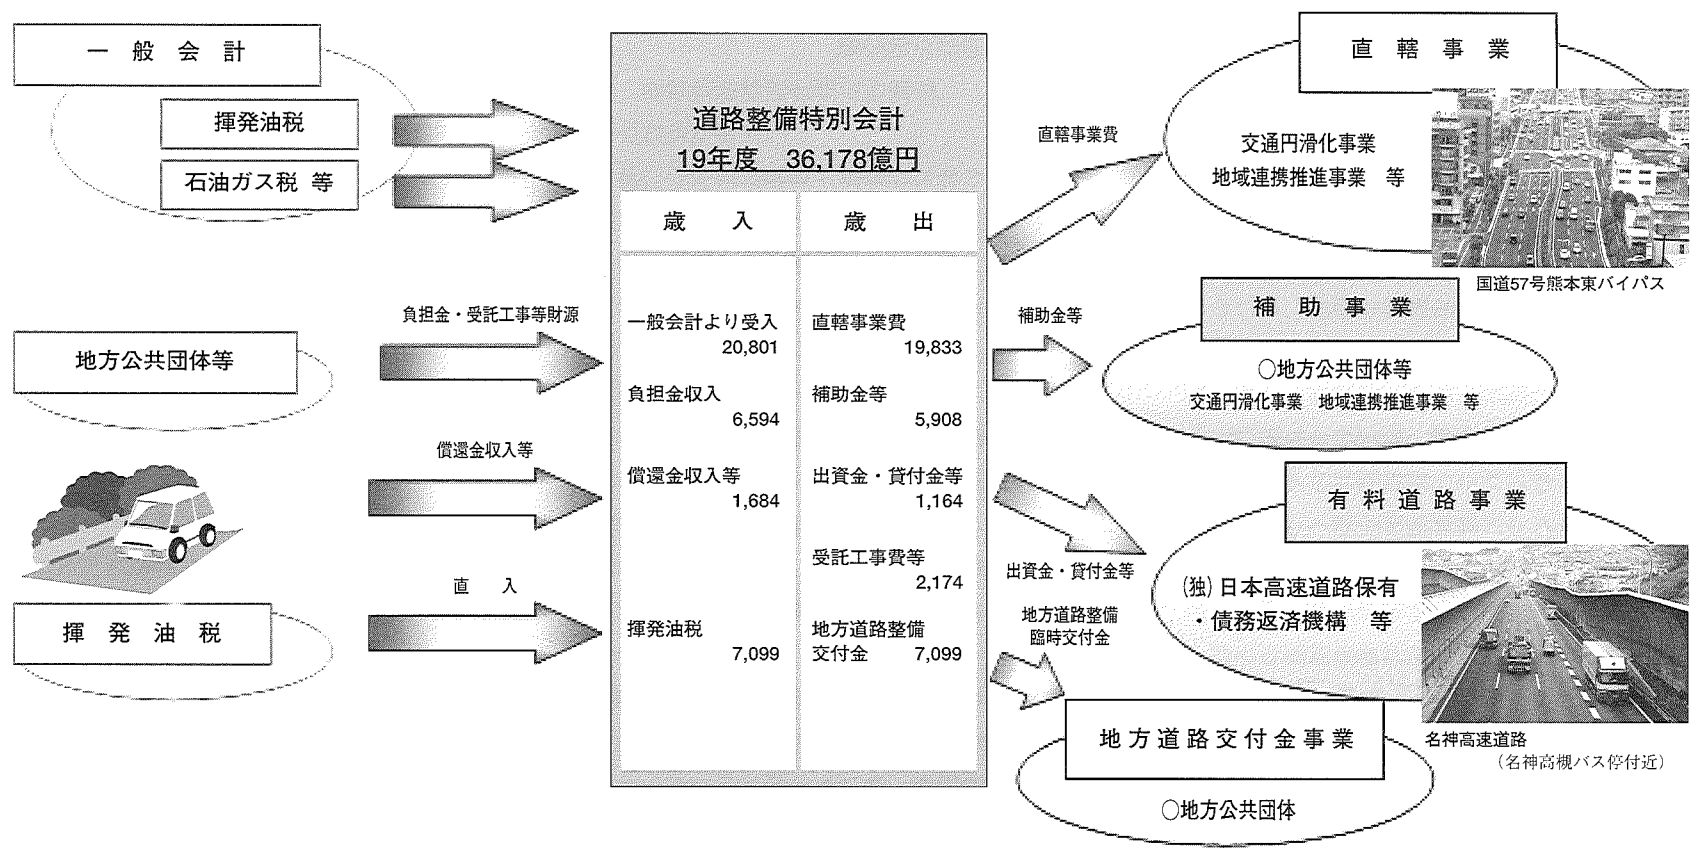 一般会計
揮発油税
石油ガス税 等
地方公共団体等
負担金・受託工事等財源
償還金収入等
直 入
揮発油税
道路整備特別会計
19年度 36,178億円
歳 入
歳 出
一般会計より受入
20,801
負担金収入
6,594
償還金収入等
1,684
揮発油税
7,099
直轄事業費
19,833
補助金等
5,908
出資金・貸付金等
1,164
受託工事費等
2,174
地方道路整備
交付金 7,099
直轄事業費
直轄事業
交通円滑化事業
地域連携推進事業 等
国道57号熊本東バイパス
補助金等
補助事業
○地方公共団体等
交通円滑化事業 地域連携推進事業 等
出資金・貸付金等
有料道路事業
(独)日本高速道路保有
・債務返済機構 等
名神高速道路
(名神高槻バス停付近)
地方道路整備
臨時交付金
地方道路交付金事業
○地方公共団体